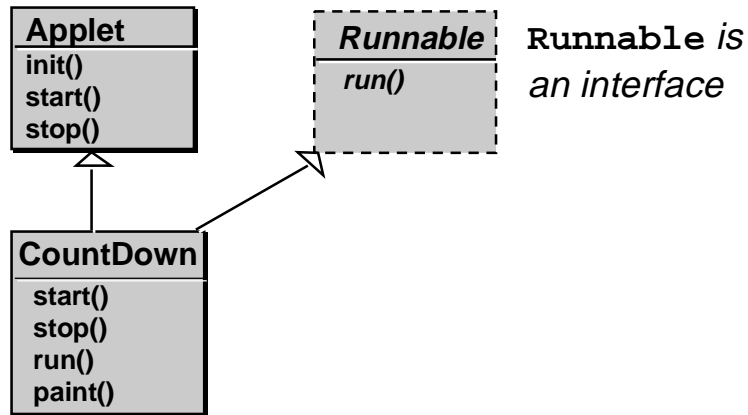 Applet
init()
start()
stop()
Runnable
run()
Runnable is
an interface
CountDown
start()
stop()
run()
paint()